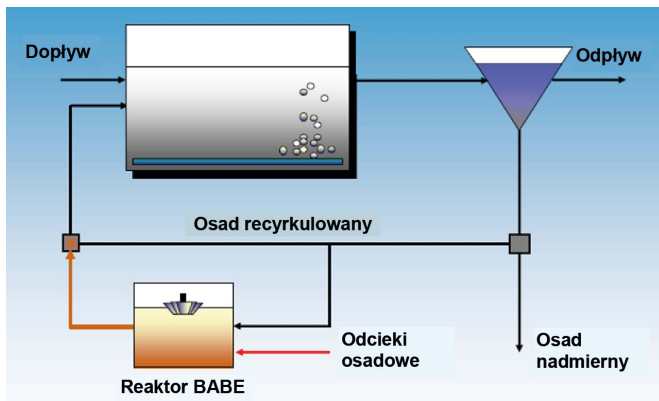 Dopływ
Odpływ
Osad recyrkulowany
Odcieki
osadowe
Osad
nadmierny
Reaktor BABE